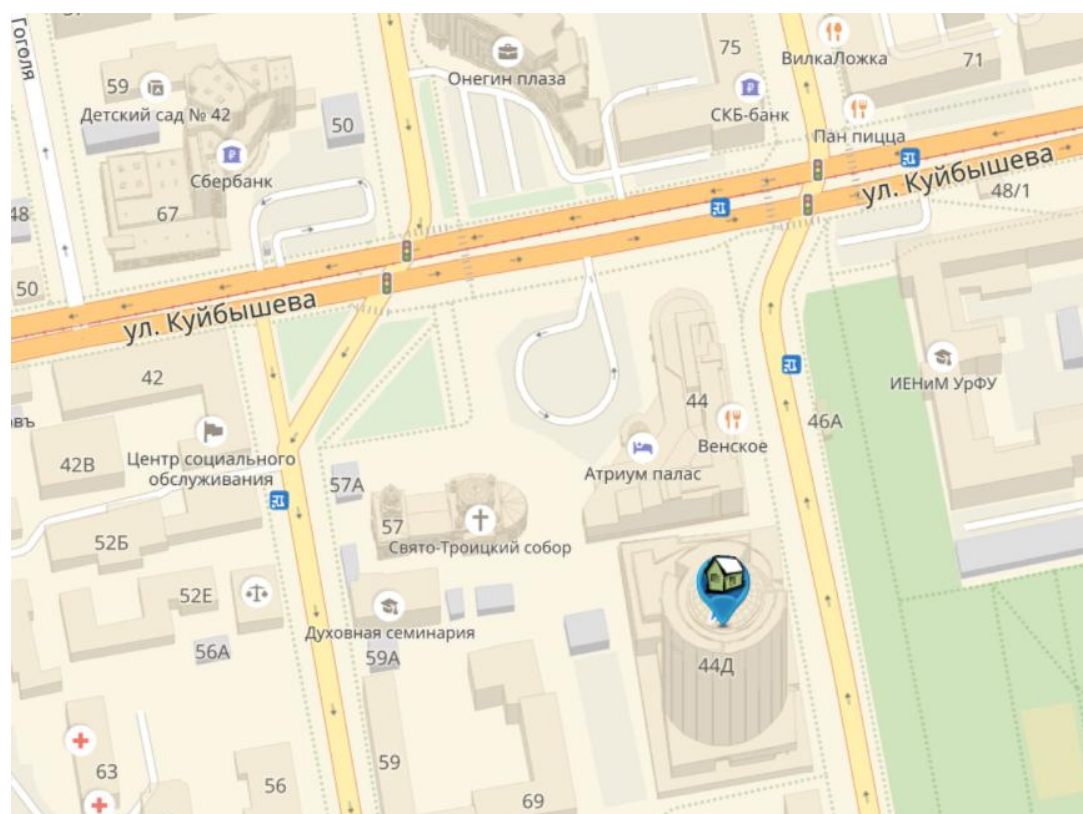 Гоголя
59
Детский сад № 42
50
Сбербанк
67
48
50
Онегин плаза
75
СКБ-банк
ВилкаЛожка
71
Пан пицца
ул. Куйбышева
48/1
ул. Куйбышева
42
овъ
42В
Центр социального
обслуживания
57А
57
Свято-Троицкий собор
44
Венское
Атриум палас
46А
ИЕНиМ УрФУ
52Б
52Е
56А
Духовная семинария
59А
44Д
63
56
59
69